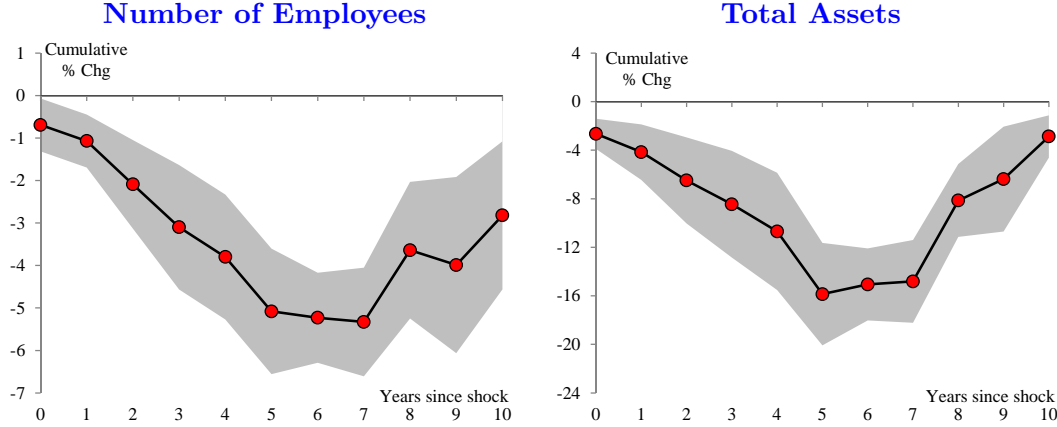 Number of Employees
Cumulative
% Chg
1
0
-1
-2
-3
-4
-5
-6
-7
Years since shock
0 1 2 3 4 5 6 7 8 9 10
Total Assets
Cumulative
% Chg
4
0
-4
-8
-12
-16
-20
-24
Years since shock
0 1 2 3 4 5 6 7 8 9 10